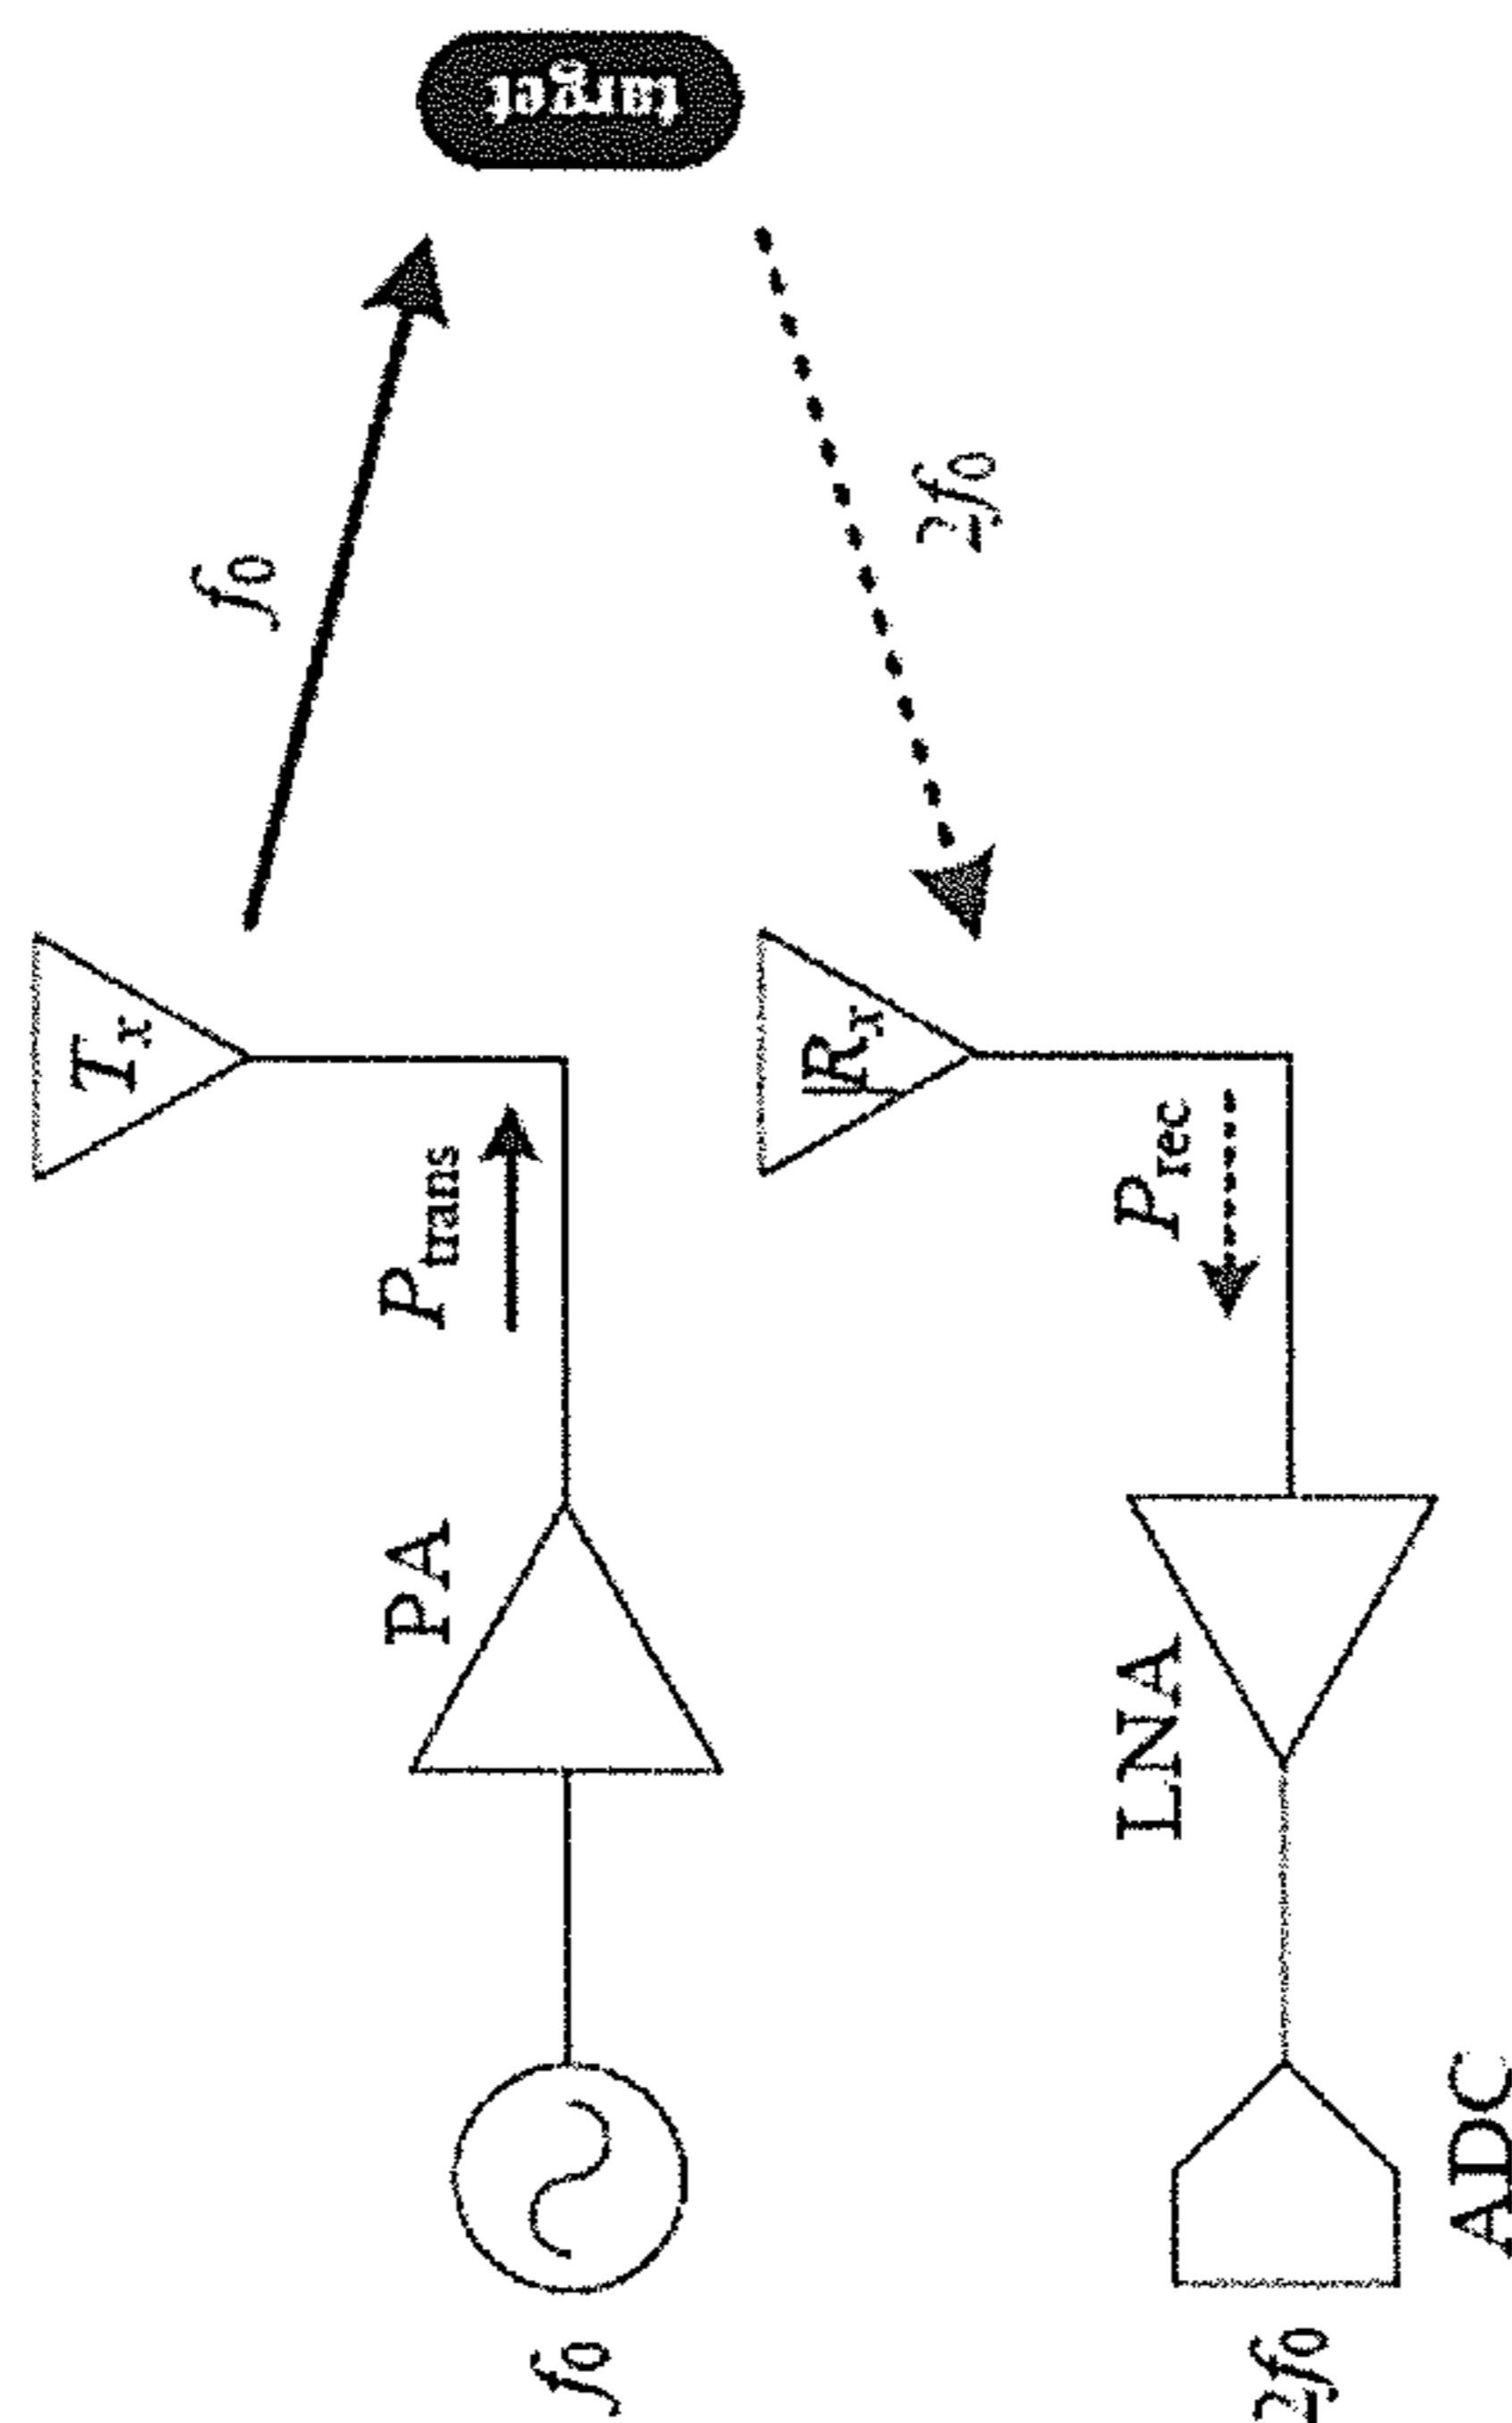 f0
PA
Ptrans
Tx
f0
target
2f0
Rx
Prec
LNA
ADC
2f0